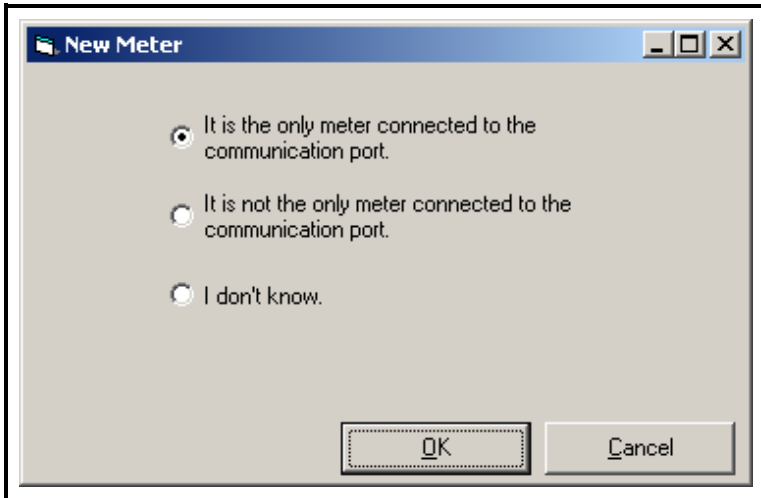 New Meter
It is the only meter connected to the
communication port.
It is not the only meter connected to the
communication port.
I don't know.
OK
Cancel